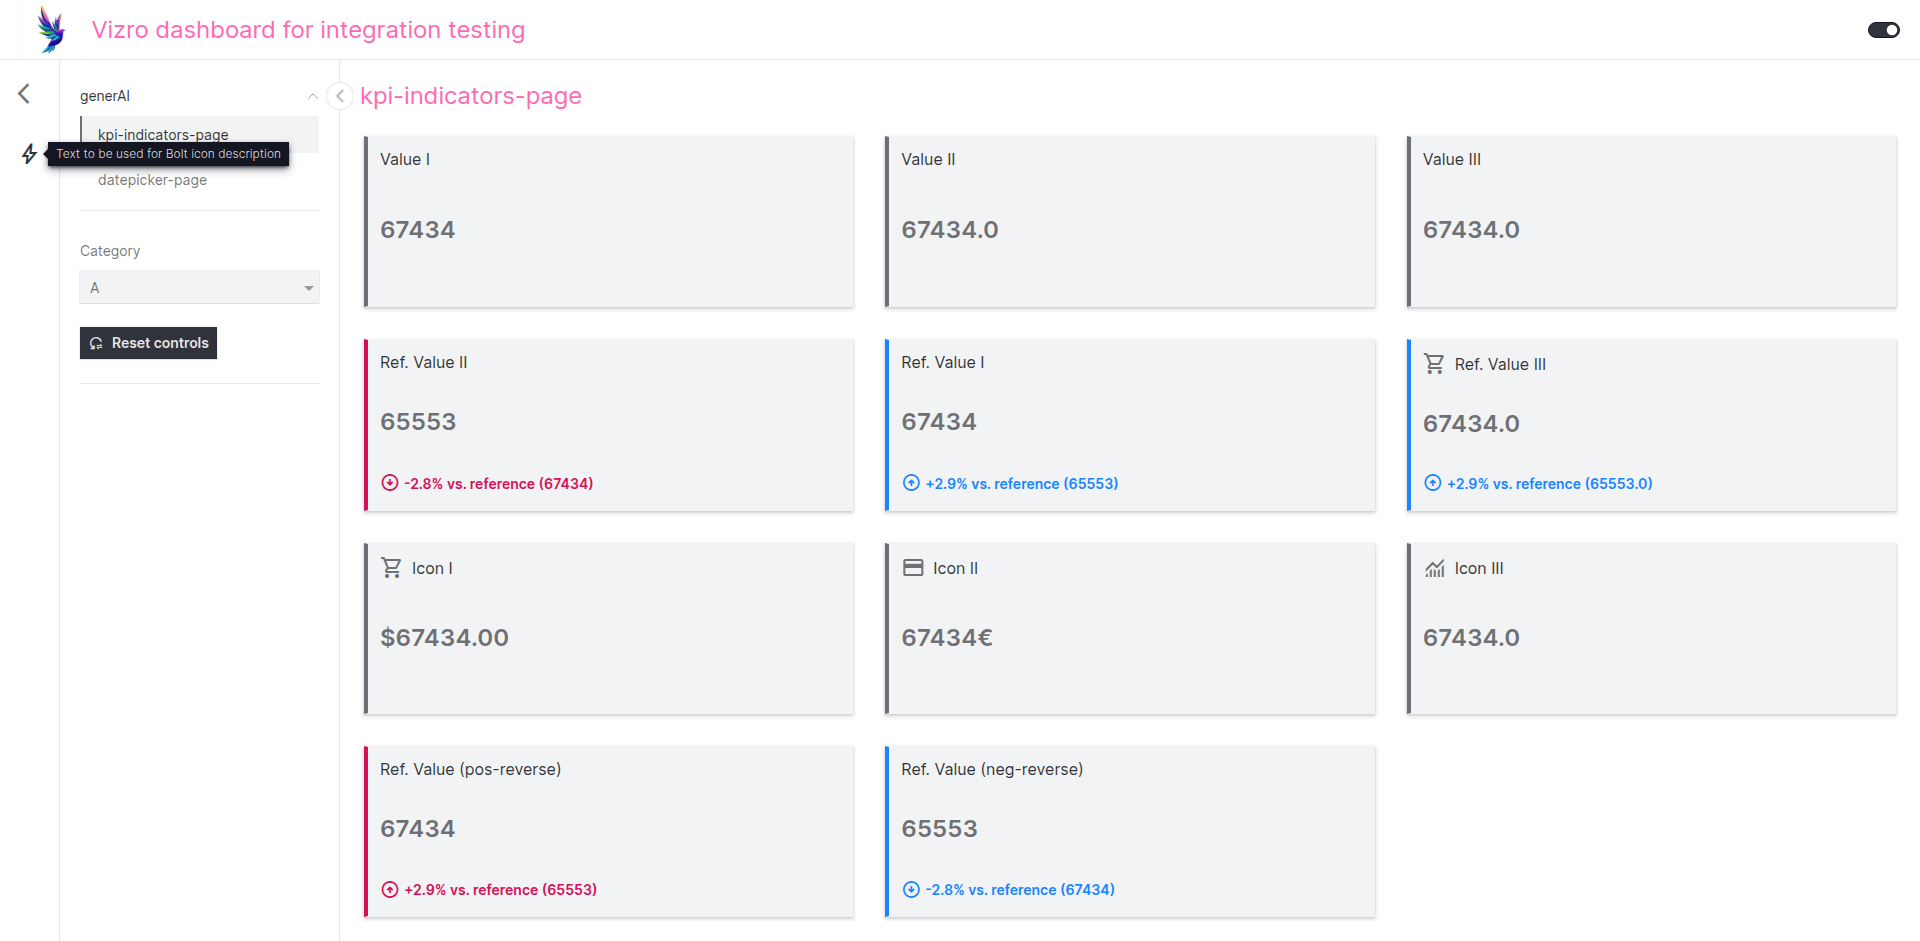 Vizro dashboard for integration testing
generAI
kpi-indicators-page
Text to be used for Bolt icon description
datepicker-page
Category
A
Reset controls
kpi-indicators-page
Value I
67434
Value II
67434.0
Value III
67434.0
Ref. Value II
65553
-2.8% vs. reference (67434)
Ref. Value I
67434
+2.9% vs. reference (65553)
Ref. Value III
67434.0
+2.9% vs. reference (65553.0)
Icon I
$67434.00
Icon II
67434€
Icon III
67434.0
Ref. Value (pos-reverse)
67434
+2.9% vs. reference (65553)
Ref. Value (neg-reverse)
65553
-2.8% vs. reference (67434)